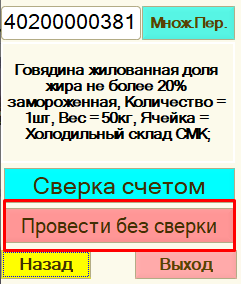 40200000381 Множ.Пер.
Говядина жилованная доля
жира не более 20%
замороженная, Количество =
1шт, Вес = 50кг, Ячейка =
Холодильный склад СМК;
Сверка счетом
Провести без сверки
Назад Выход